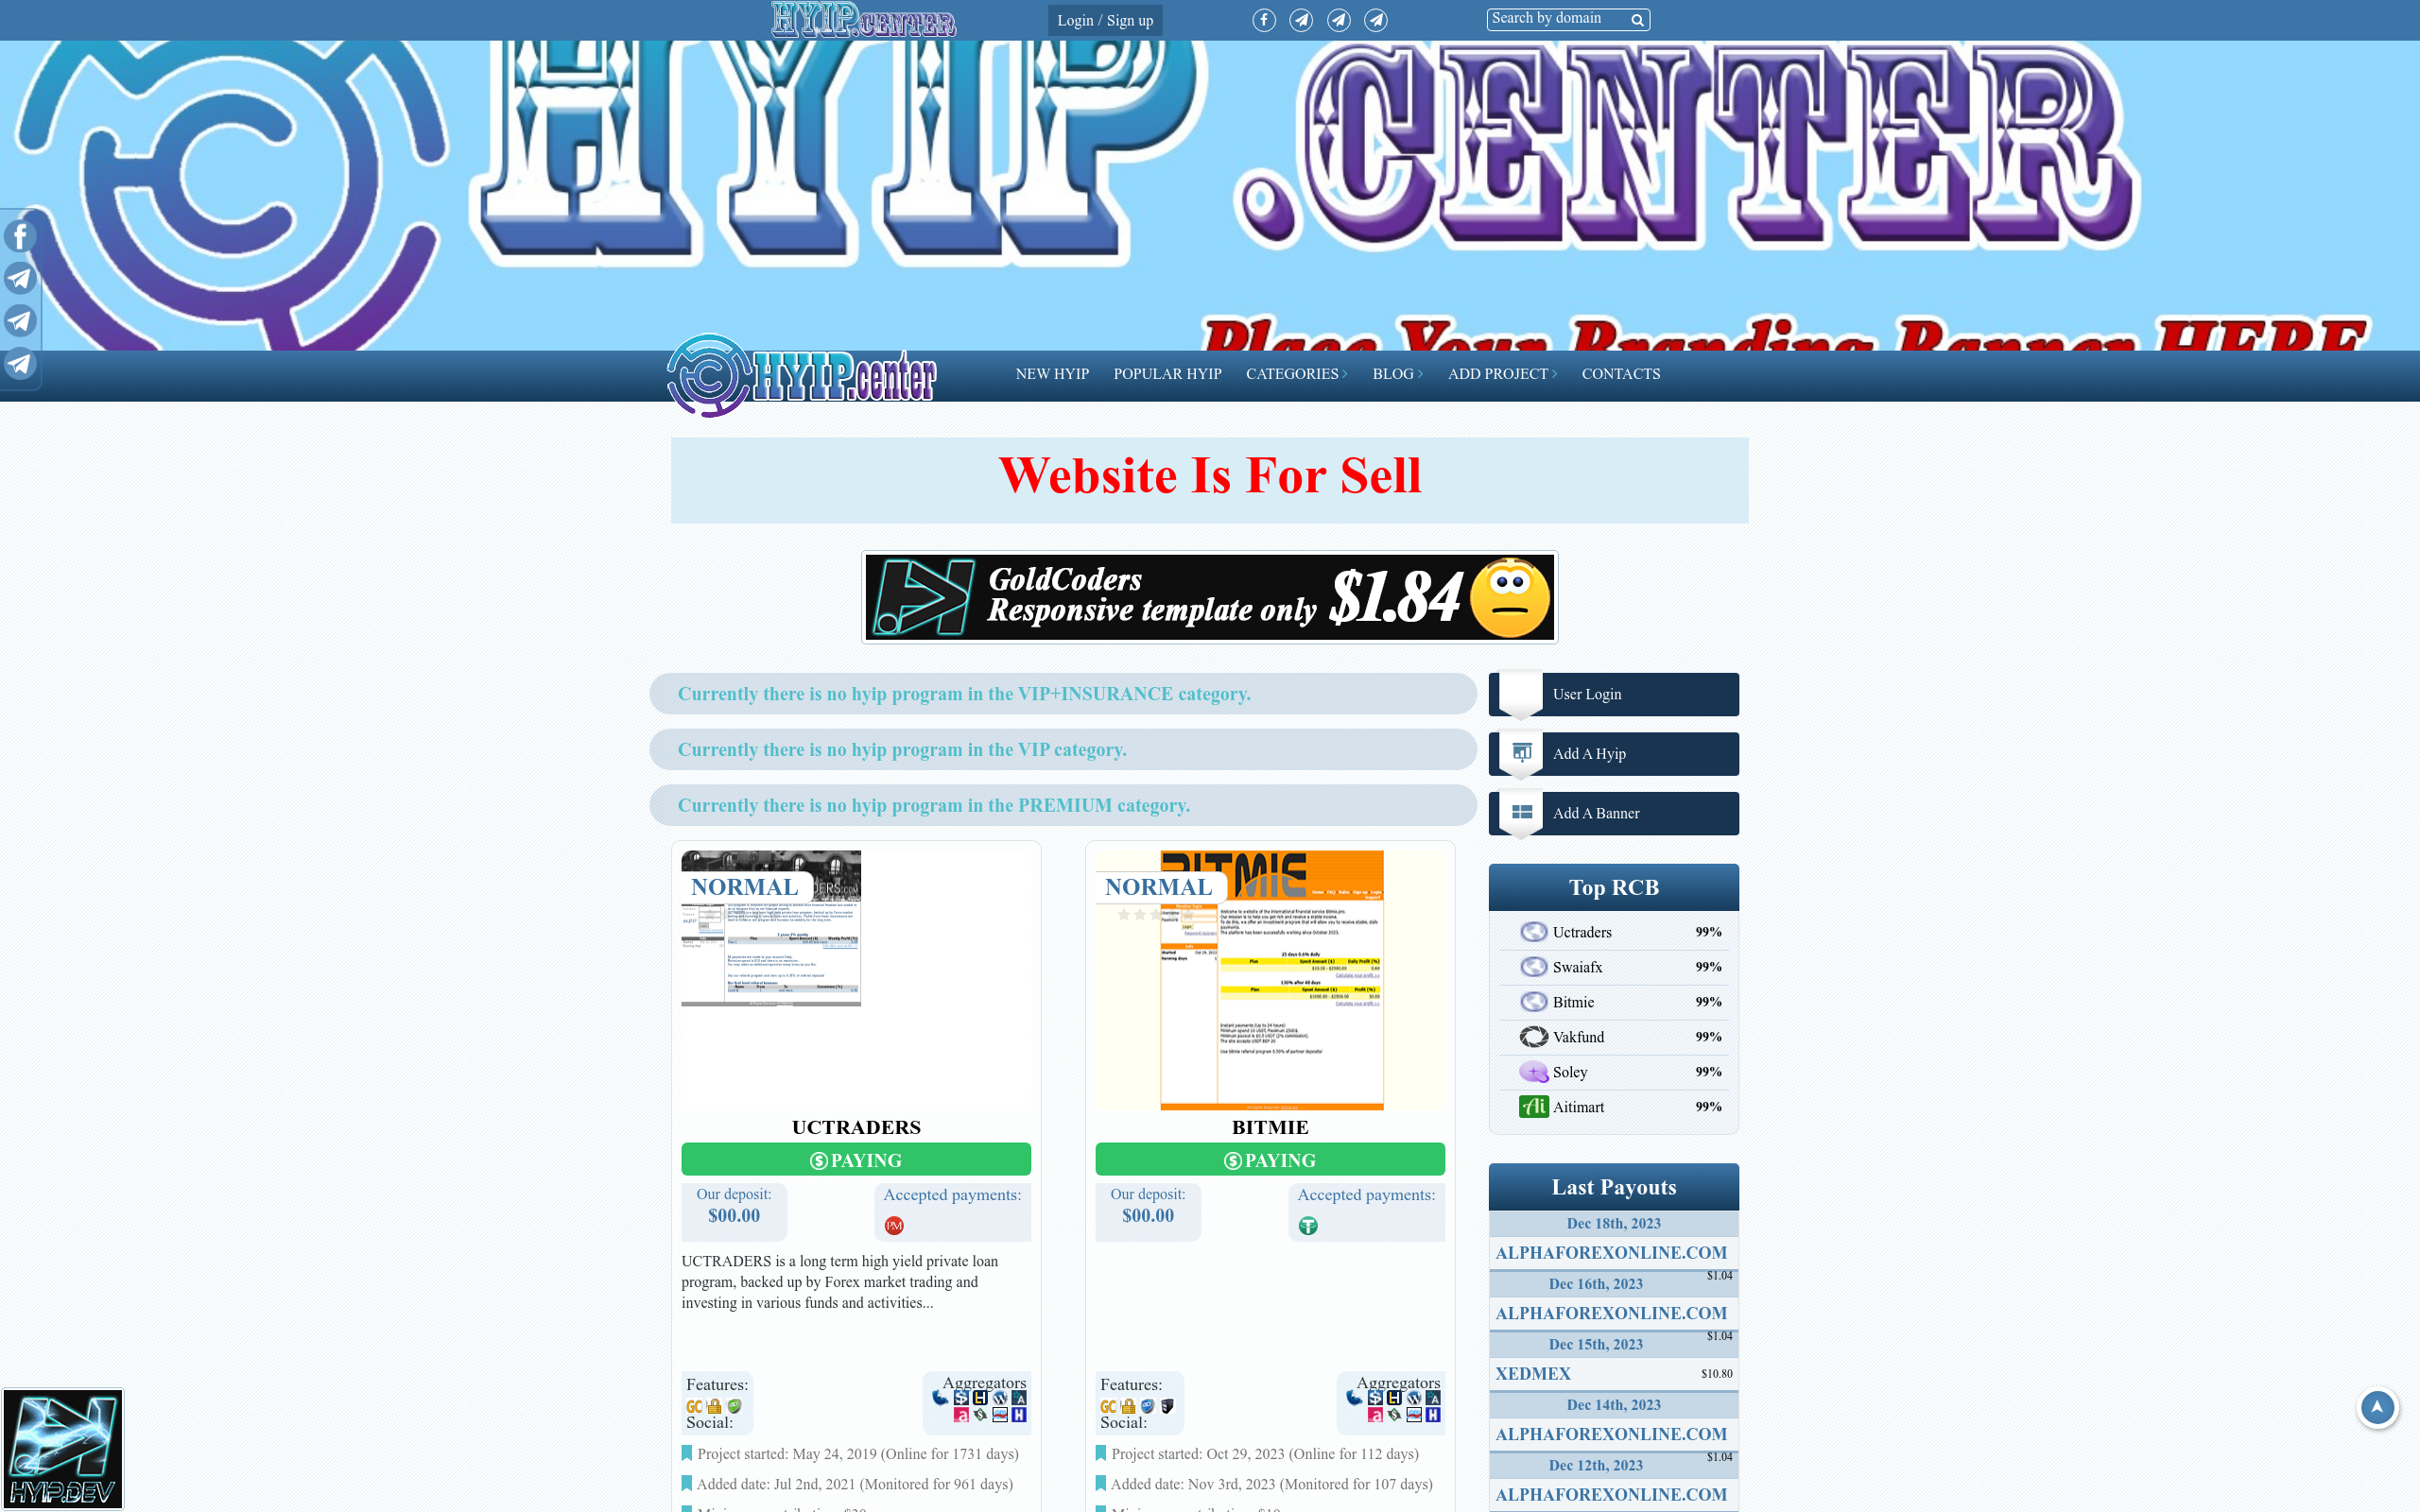 HYIP.CENTER
Login / Sign up
Search by domain
HYIP.CENTER
Place Your Branding Banner HERE
HYIP.center
NEW HYIP
POPULAR HYIP
CATEGORIES
BLOG
ADD PROJECT
CONTACTS
Website Is For Sell
GoldCoders
Responsive template only $1.84
Currently there is no hyip program in the VIP+INSURANCE category.
Currently there is no hyip program in the VIP category.
Currently there is no hyip program in the PREMIUM category.
NORMAL
UCTRADERS
PAYING
Our deposit:
$00.00
Accepted payments:
PM
UCTRADERS is a long term high yield private loan
program, backed up by Forex market trading and
investing in various funds and activities...
Features:
GC
Social:
Aggregators
Project started: May 24, 2019 (Online for 1731 days)
Added date: Jul 2nd, 2021 (Monitored for 961 days)
NORMAL
BITMIE
BITMIE
PAYING
Our deposit:
$00.00
Accepted payments:
Features:
GC
Social:
Aggregators
Project started: Oct 29, 2023 (Online for 112 days)
Added date: Nov 3rd, 2023 (Monitored for 107 days)
User Login
Add A Hyip
Add A Banner
Top RCB
Uctraders 99%
Swaiafx 99%
Bitmie 99%
Vakfund 99%
Soley 99%
Ai Aitimart 99%
Last Payouts
Dec 18th, 2023
ALPHAFOREXONLINE.COM
$1.04
Dec 16th, 2023
ALPHAFOREXONLINE.COM
$1.04
Dec 15th, 2023
XEDMEX $10.80
Dec 14th, 2023
ALPHAFOREXONLINE.COM
$1.04
Dec 12th, 2023
ALPHAFOREXONLINE.COM
HYIP.DEV